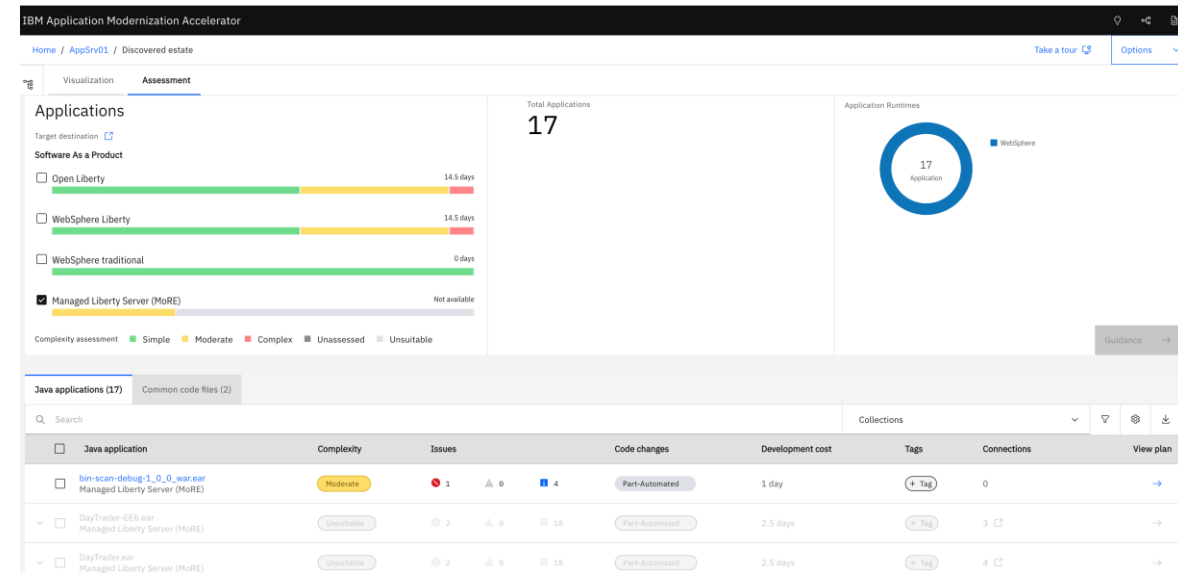 IBM Application Modernization Accelerator
Home / AppSrv01 / Discovered estate
Take a tour
Options
Visualization
Assessment
Applications
Target destination
Software As a Product
Open Liberty
14.5 days
WebSphere Liberty
14.5 days
WebSphere traditional
0 days
Managed Liberty Server (MoRE)
Not available
Complexity assessment Simple Moderate Complex Unassessed Unsuitable
Total Applications
17
Application Runtimes
17
Application
WebSphere
Guidance
Java applications (17)
Common code files (2)
Search
Collections
Java application Complexity Issues Code changes Development cost Tags Connections View plan
bin-scan-debug-1_0_0_war.ear
Managed Liberty Server (MoRE)
Moderate 1 0 4 Part-Automated 1 day + Tag 0
DayTrader-EE6.ear
Managed Liberty Server (MoRE)
Unsuitable 2 0 18 Part-Automated 2.5 days + Tag 3
DayTrader.ear
Managed Liberty Server (MoRE)
Unsuitable 2 0 18 Part-Automated 2.5 days + Tag 4